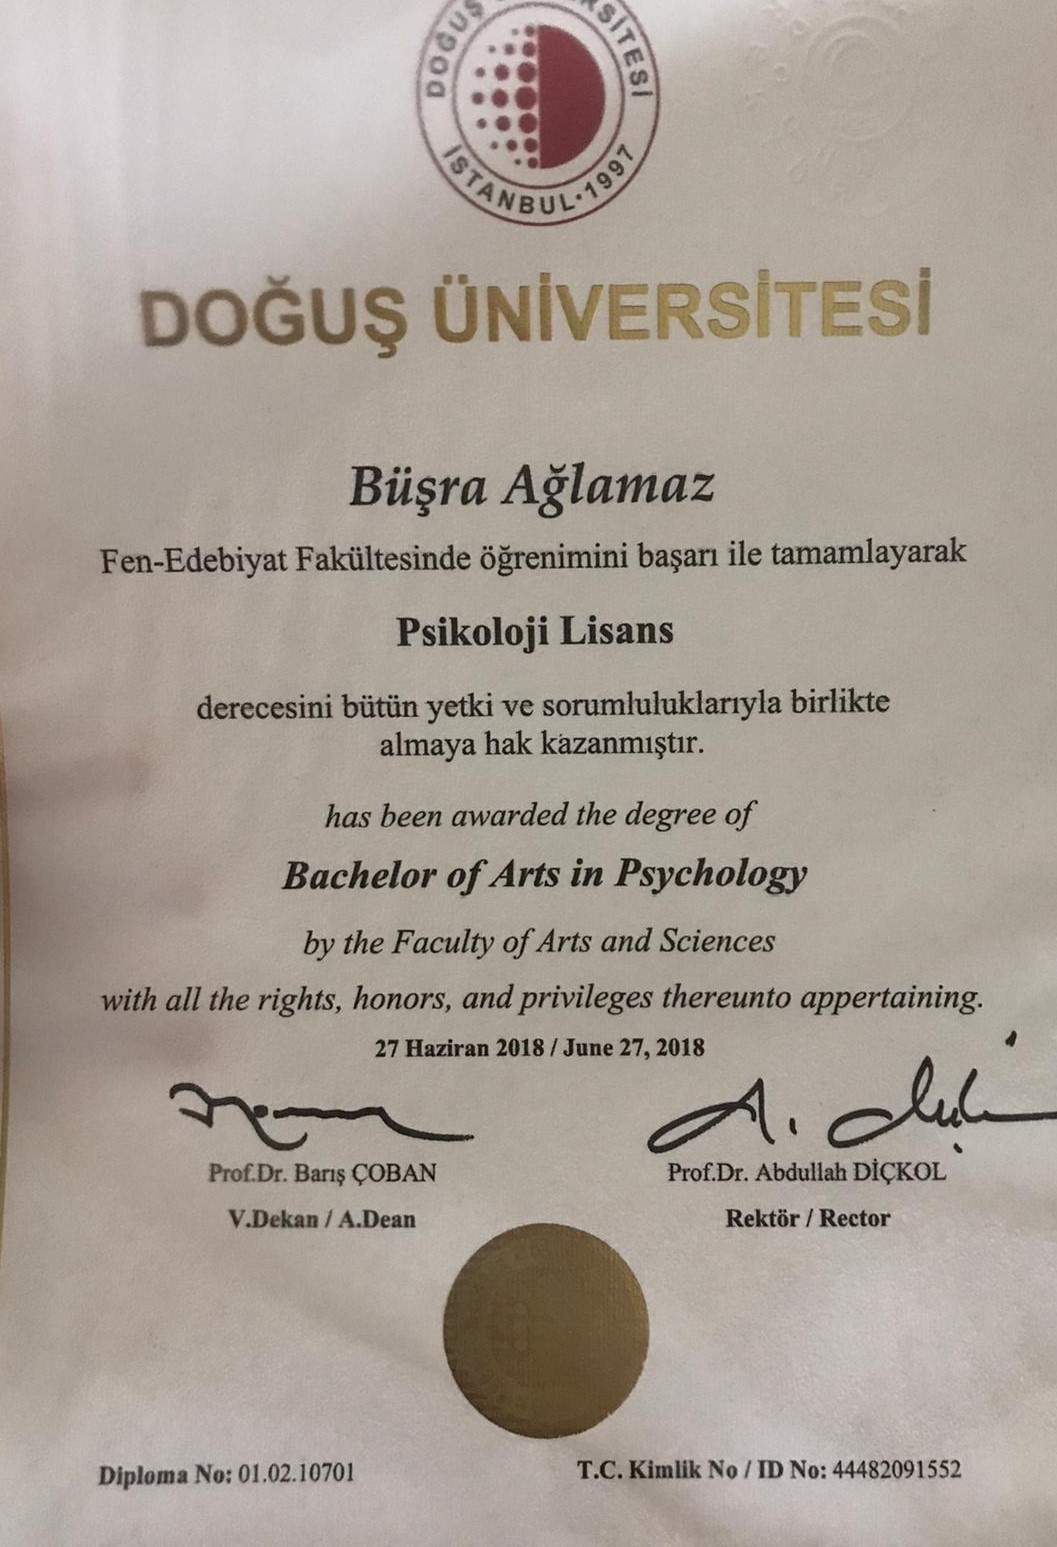 DOĞUŞ ÜNİVERSİTESİ
İSTANBUL·1997
DOĞUŞ ÜNİVERSİTESİ
Büşra Ağlamaz
Fen-Edebiyat Fakültesinde öğrenimini başarı ile tamamlayarak
Psikoloji Lisans
derecesini bütün yetki ve sorumluluklarıyla birlikte
almaya hak kazanmıştır.
has been awarded the degree of
Bachelor of Arts in Psychology
by the Faculty of Arts and Sciences
with all the rights, honors, and privileges thereunto appertaining.
27 Haziran 2018 / June 27, 2018
Prof.Dr. Barış ÇOBAN Prof.Dr. Abdullah DİÇKOL
V.Dekan / A.Dean Rektör / Rector
Diploma No: 01.02.10701 T.C. Kimlik No / ID No: 44482091552